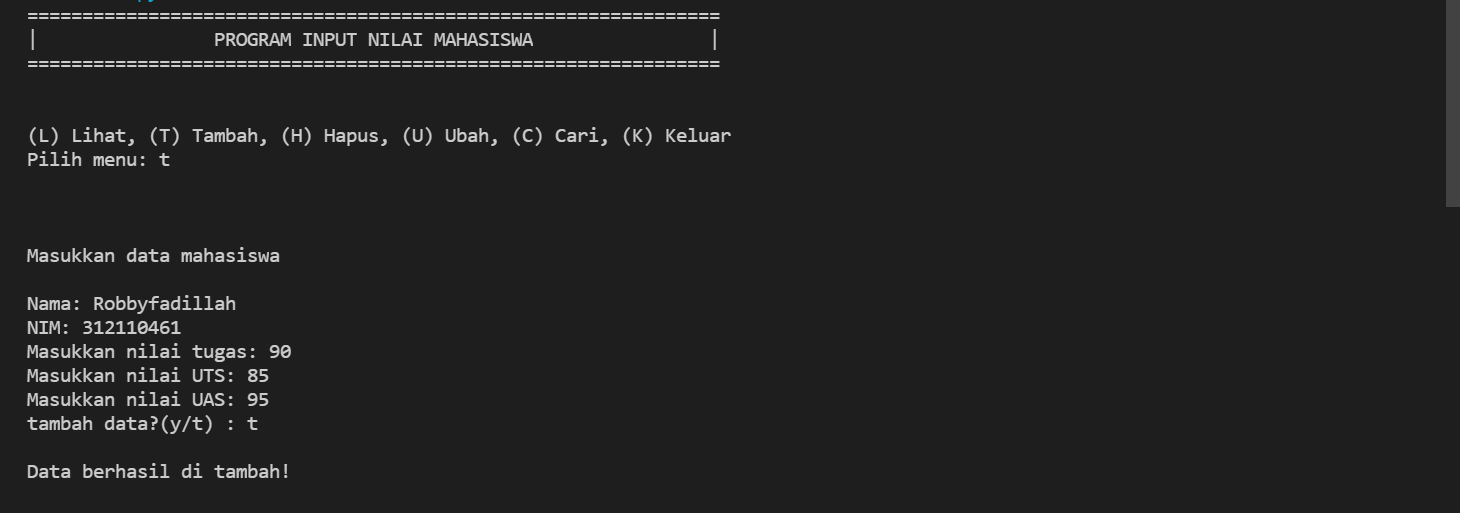 ===============================================================
|                PROGRAM INPUT NILAI MAHASISWA                |
===============================================================
(L) Lihat, (T) Tambah, (H) Hapus, (U) Ubah, (C) Cari, (K) Keluar
Pilih menu: t
Masukkan data mahasiswa
Nama: Robbyfadillah
NIM: 312110461
Masukkan nilai tugas: 90
Masukkan nilai UTS: 85
Masukkan nilai UAS: 95
tambah data?(y/t) : t
Data berhasil di tambah!